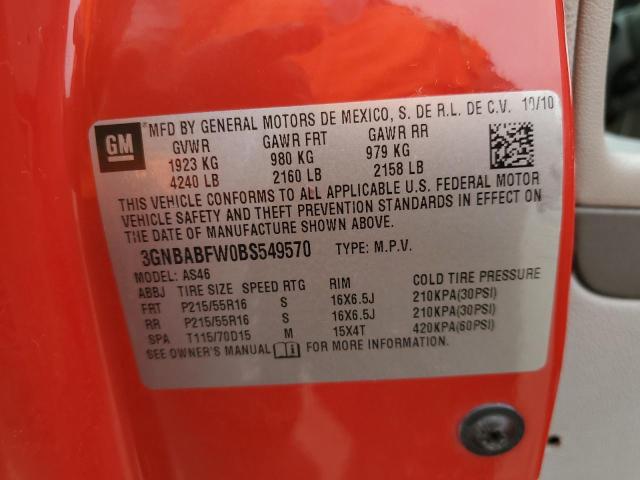 GM
MFD BY GENERAL MOTORS DE MEXICO, S. DE R.L. DE C.V. 10/10
GVWR GAWR FRT GAWR RR
1923 KG 980 KG 979 KG
4240 LB 2160 LB 2158 LB
THIS VEHICLE CONFORMS TO ALL APPLICABLE U.S. FEDERAL MOTOR
VEHICLE SAFETY AND THEFT PREVENTION STANDARDS IN EFFECT ON
THE DATE OF MANUFACTURE SHOWN ABOVE.
3GNBABFW0BS549570 TYPE: M.P.V.
MODEL: AS46
ABBJ TIRE SIZE SPEED RTG RIM COLD TIRE PRESSURE
FRT P215/55R16 S 16X6.5J 210KPA(30PSI)
RR P215/55R16 S 16X6.5J 210KPA(30PSI)
SPA T115/70D15 M 15X4T 420KPA(60PSI)
SEE OWNER'S MANUAL FOR MORE INFORMATION.